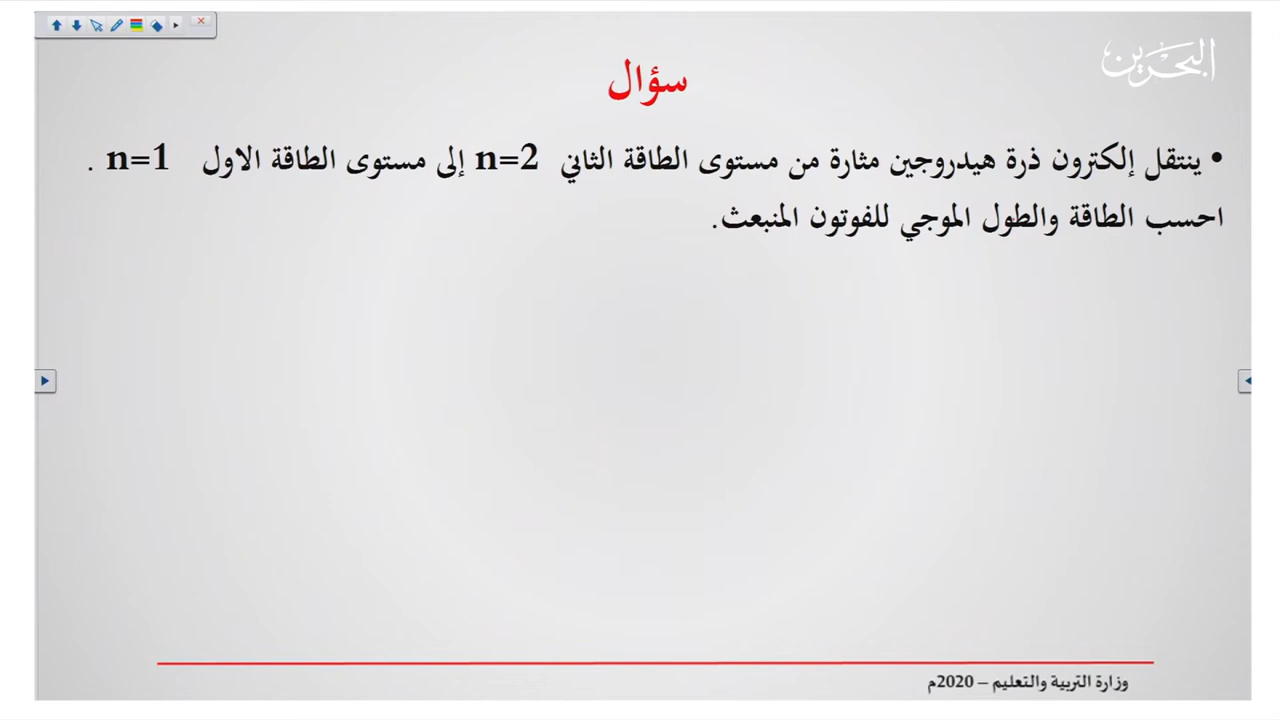 البحرين
سؤال
• ينتقل إلكترون ذرة هيدروجين مثارة من مستوى الطاقة الثاني n=2 إلى مستوى الطاقة الاول n=1 .
احسب الطاقة والطول الموجي للفوتون المنبعث.
وزارة التربية والتعليم – 2020م